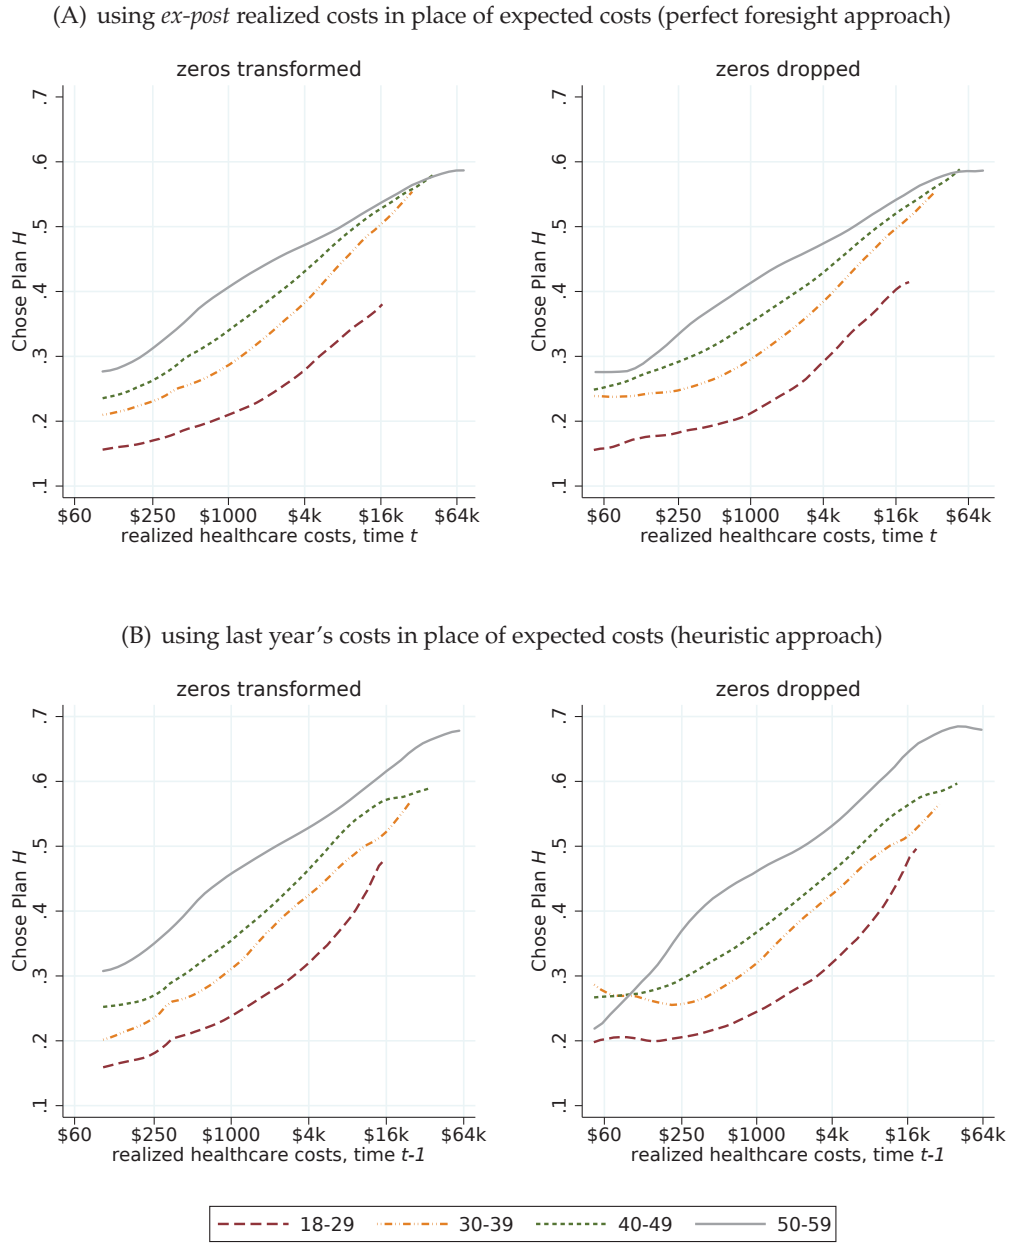 (A) using ex-post realized costs in place of expected costs (perfect foresight approach)
zeros transformed
zeros dropped
Chose Plan H
.7
.6
.5
.4
.3
.2
.1
$60 $250 $1000 $4k $16k $64k
realized healthcare costs, time t
Chose Plan H
.7
.6
.5
.4
.3
.2
.1
$60 $250 $1000 $4k $16k $64k
realized healthcare costs, time t
(B) using last year's costs in place of expected costs (heuristic approach)
zeros transformed
zeros dropped
Chose Plan H
.7
.6
.5
.4
.3
.2
.1
$60 $250 $1000 $4k $16k $64k
realized healthcare costs, time t-1
Chose Plan H
.7
.6
.5
.4
.3
.2
.1
$60 $250 $1000 $4k $16k $64k
realized healthcare costs, time t-1
18-29 30-39 40-49 50-59